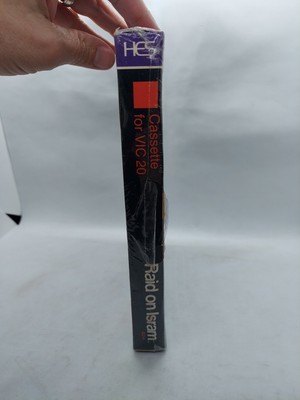 HES
Cassette
for VIC 20
Raid on Isram